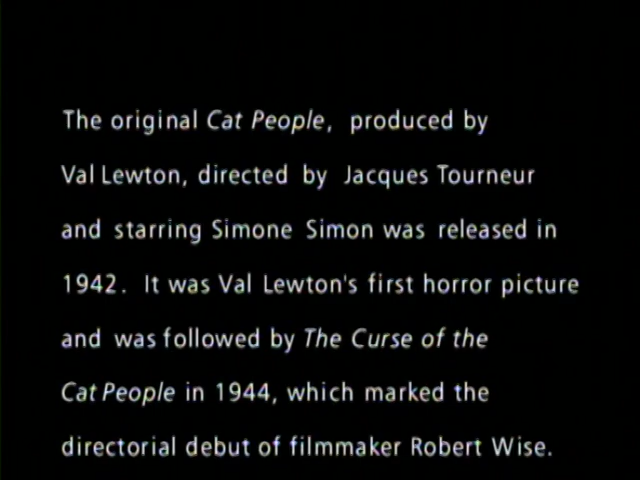 The original Cat People, produced by
Val Lewton, directed by Jacques Tourneur
and starring Simone Simon was released in
1942. It was Val Lewton's first horror picture
and was followed by The Curse of the
Cat People in 1944, which marked the
directorial debut of filmmaker Robert Wise.